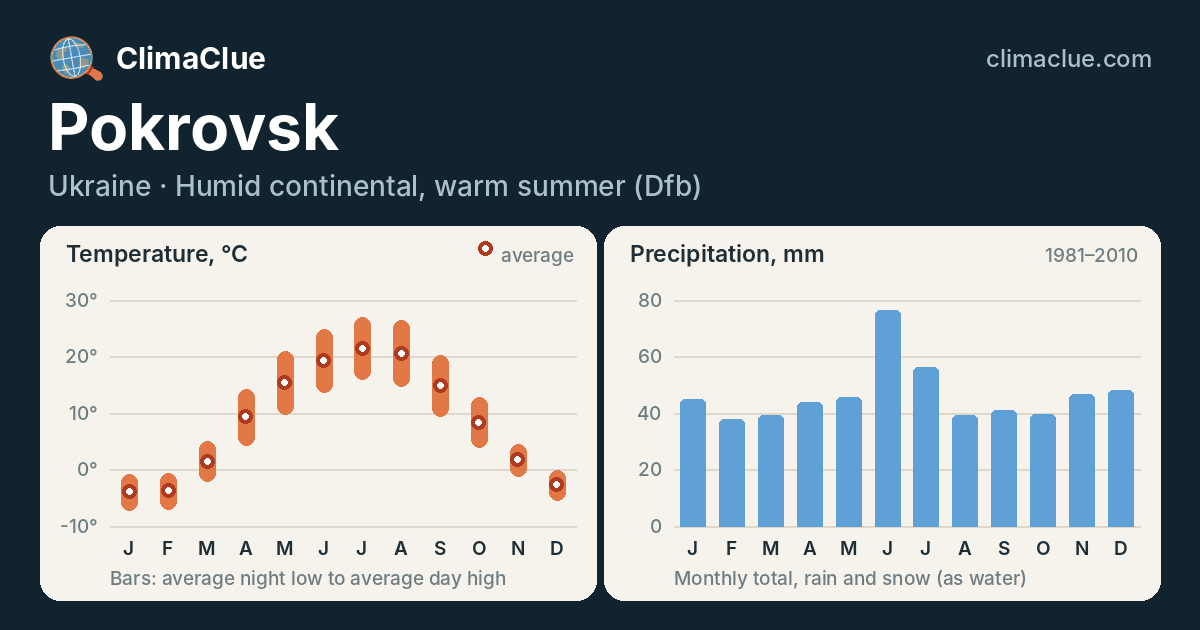 ClimaClue
climaclue.com
Pokrovsk
Ukraine · Humid continental, warm summer (Dfb)
Temperature, °C
average
30°
20°
10°
0°
-10°
J F M A M J J A S O N D
Bars: average night low to average day high
Precipitation, mm
1981–2010
80
60
40
20
0
J F M A M J J A S O N D
Monthly total, rain and snow (as water)